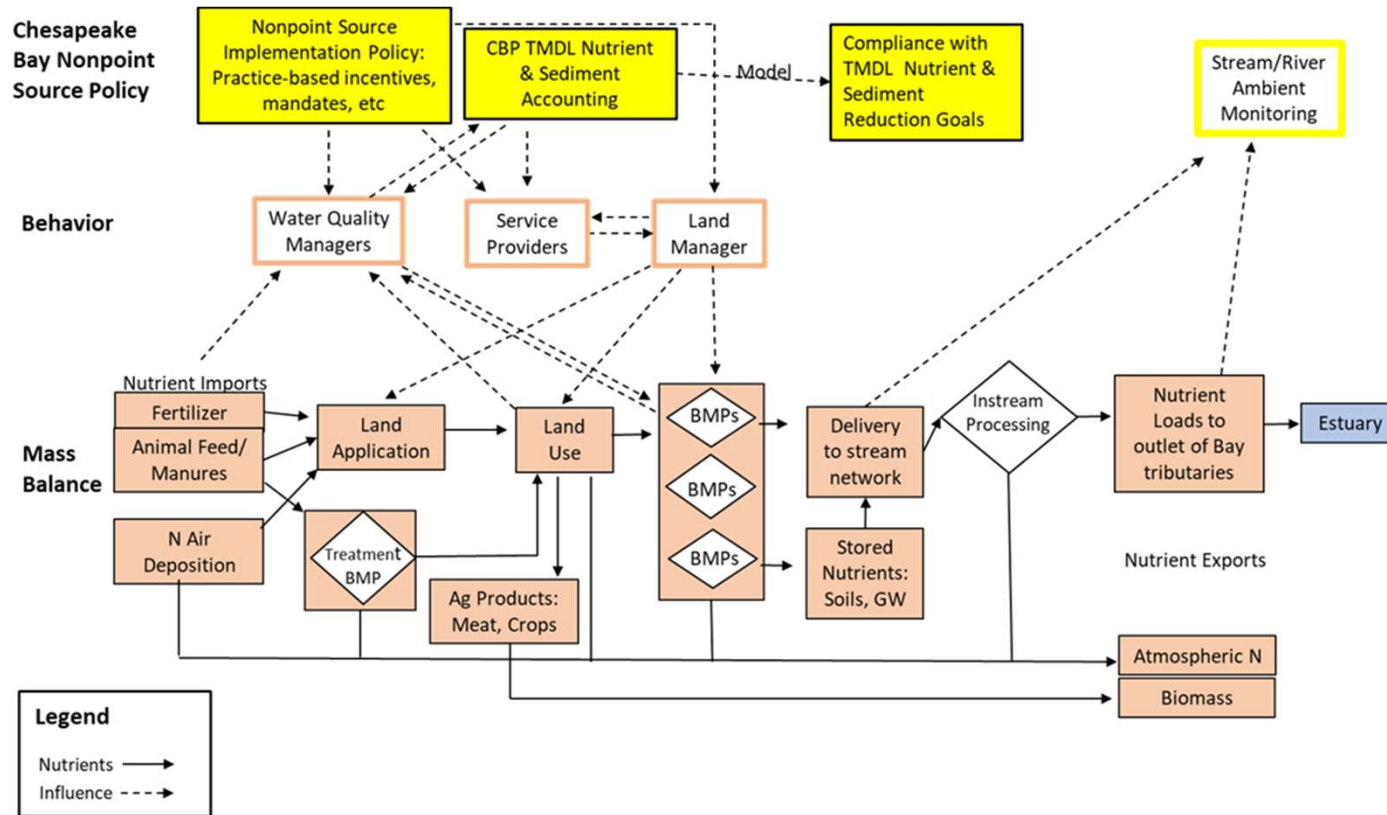 Chesapeake
Bay Nonpoint
Source Policy
Nonpoint Source
Implementation Policy:
Practice-based incentives,
mandates, etc
CBP TMDL Nutrient
& Sediment
Accounting
Model
Compliance with
TMDL Nutrient &
Sediment
Reduction Goals
Stream/River
Ambient
Monitoring
Behavior
Water Quality
Managers
Service
Providers
Land
Manager
Mass
Balance
Nutrient Imports
Fertilizer
Animal Feed/
Manures
N Air
Deposition
Land
Application
Treatment
BMP
Land
Use
Ag Products:
Meat, Crops
BMPs
BMPs
BMPs
Delivery
to stream
network
Stored
Nutrients:
Soils, GW
Instream
Processing
Nutrient
Loads to
outlet of Bay
tributaries
Estuary
Nutrient Exports
Atmospheric N
Biomass
Legend
Nutrients
Influence